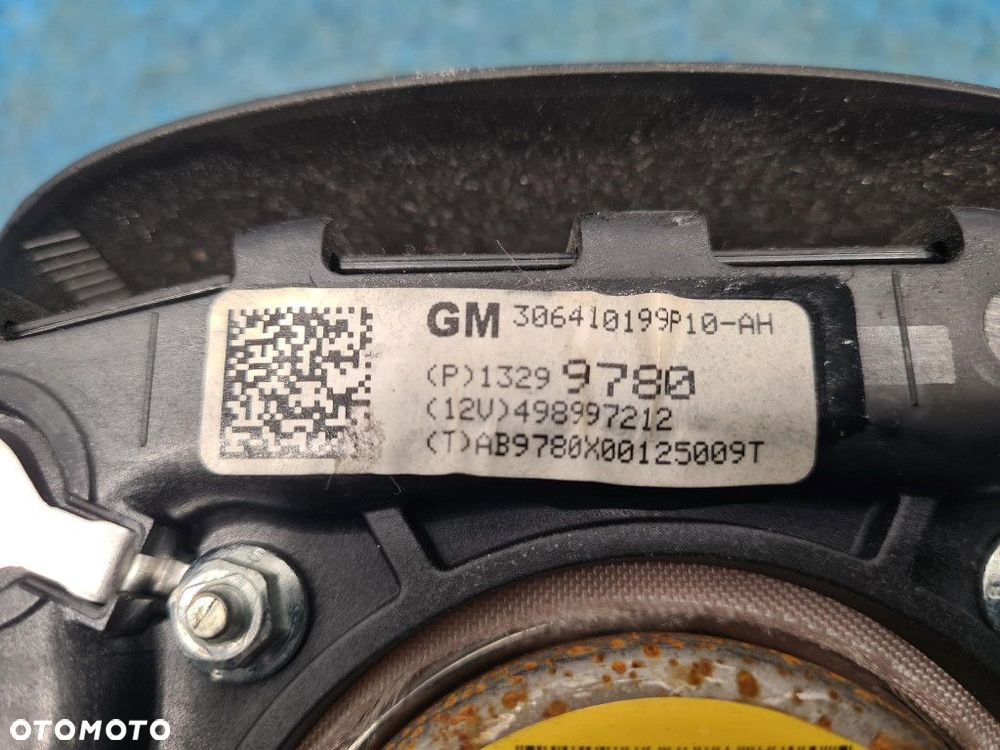 GM 306410199P10-AH
(P)1329 9780
(12V)498997212
(T)AB9780X00125009T
OTOMOTO